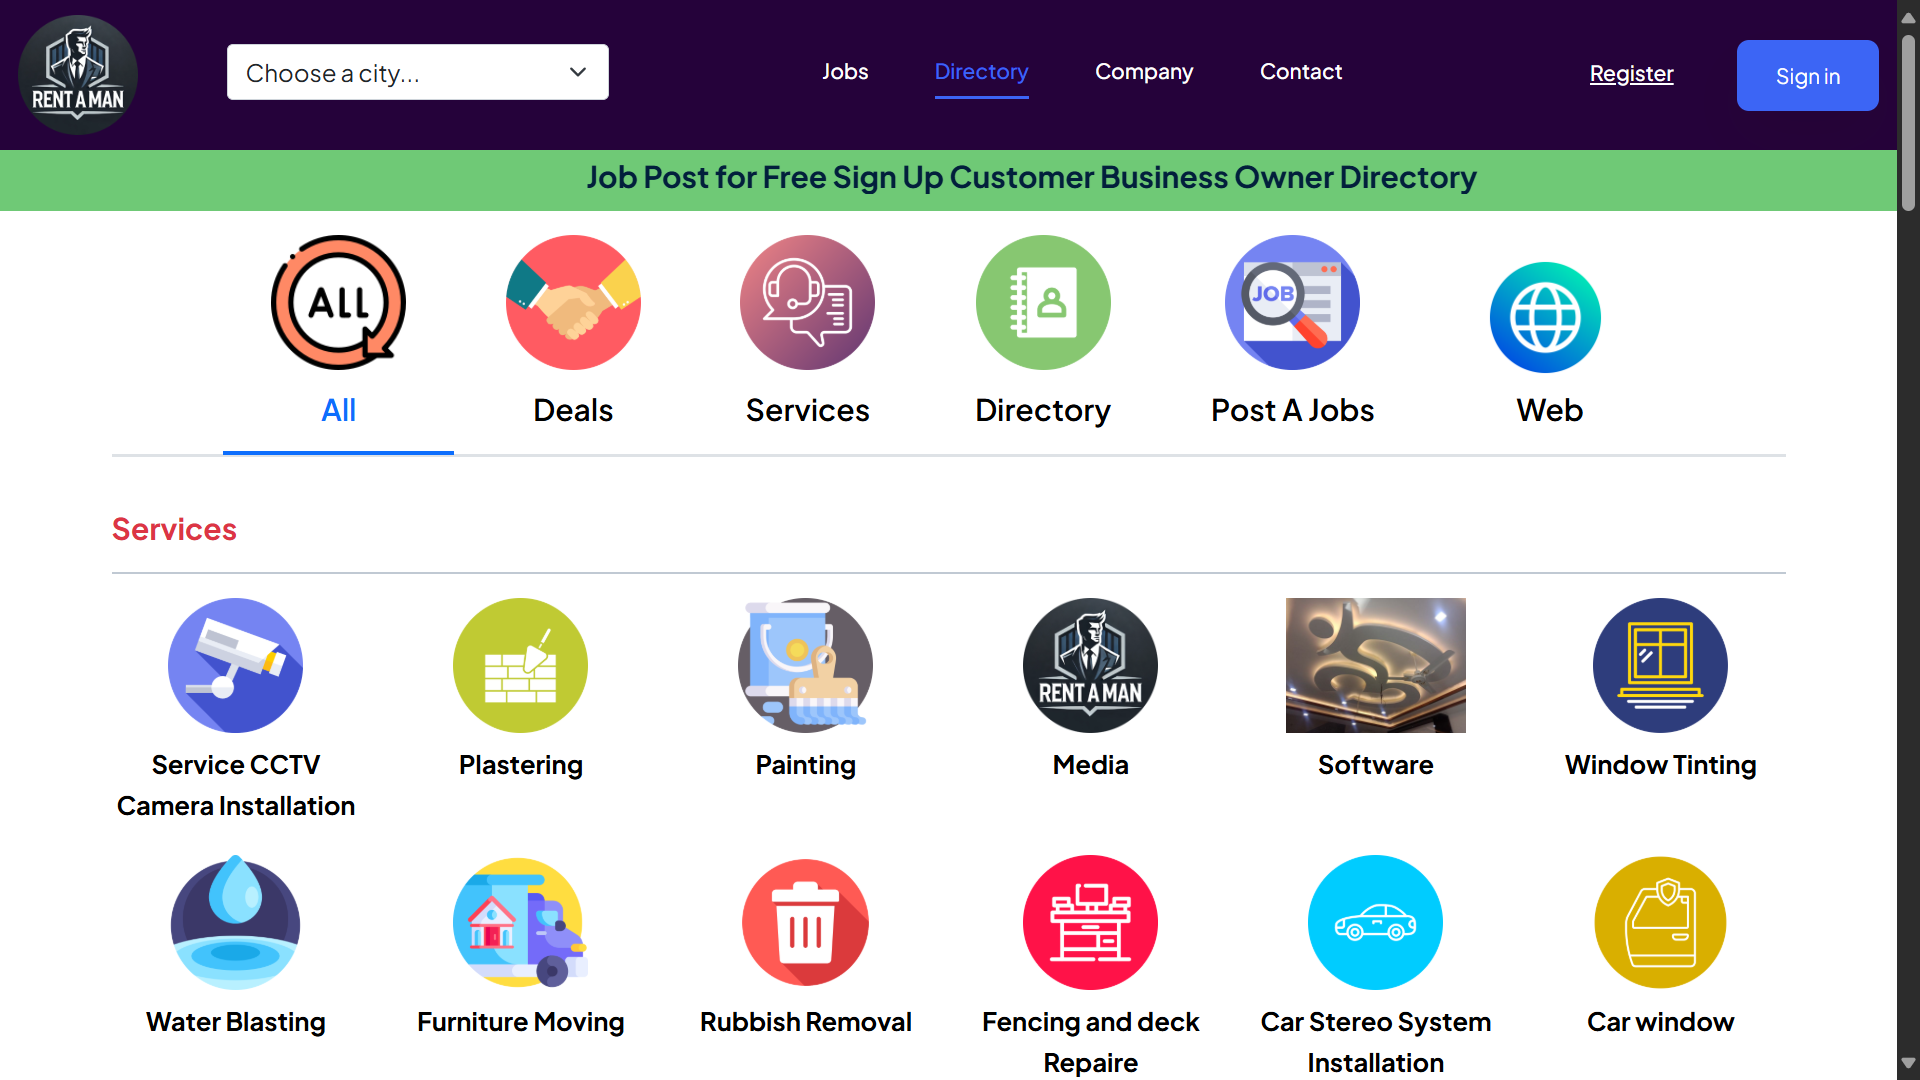 RENT A MAN
Choose a city...
Jobs
Directory
Company
Contact
Register
Sign in
Job Post for Free Sign Up Customer Business Owner Directory
ALL
JOB
All
Deals
Services
Directory
Post A Jobs
Web
Services
RENT A MAN
Service CCTV
Camera Installation
Plastering
Painting
Media
Software
Window Tinting
Water Blasting
Furniture Moving
Rubbish Removal
Fencing and deck
Repaire
Car Stereo System
Installation
Car window